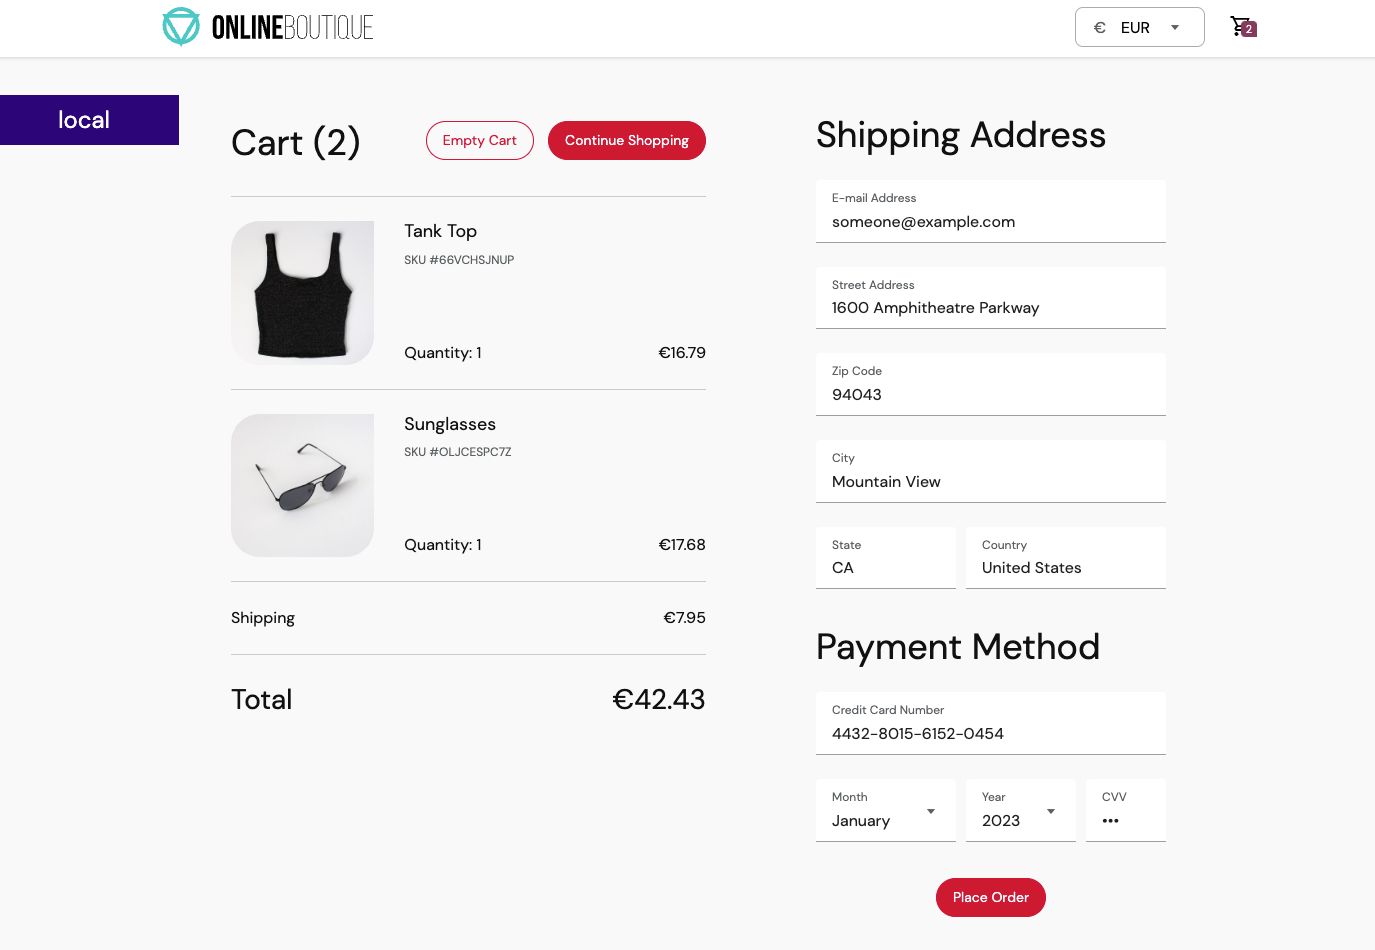 ONLINEBOUTIQUE
€ EUR
2
local
Cart (2)
Empty Cart
Continue Shopping
Tank Top
SKU #66VCHSJNUP
Quantity: 1
€16.79
Sunglasses
SKU #OLJCESPC7Z
Quantity: 1
€17.68
Shipping
€7.95
Total
€42.43
Shipping Address
E-mail Address
someone@example.com
Street Address
1600 Amphitheatre Parkway
Zip Code
94043
City
Mountain View
State
CA
Country
United States
Payment Method
Credit Card Number
4432-8015-6152-0454
Month
January
Year
2023
CVV
•••
Place Order